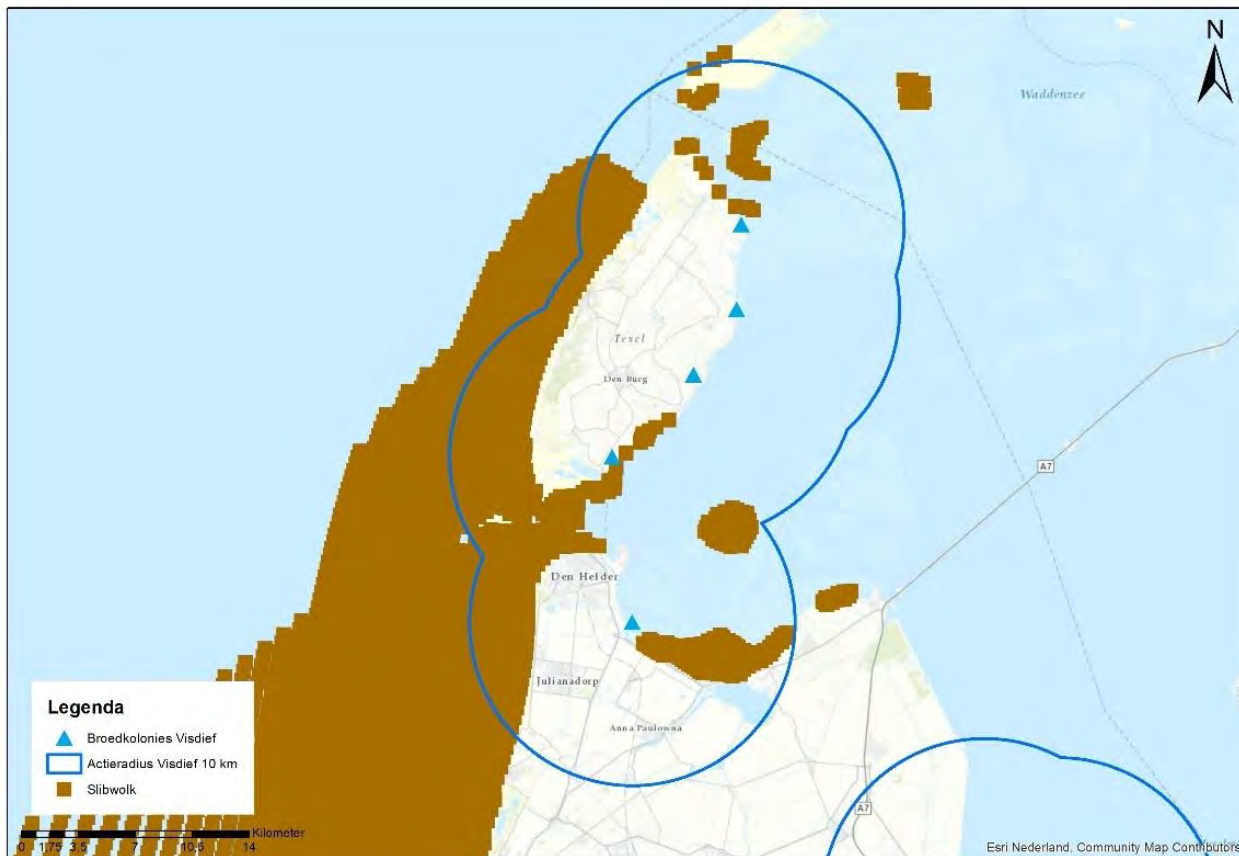 N
Waddenzee
Texel
Den Burg
A7
Den Helder
Julianadorp
Anna Paulowna
A7
Legenda
Broedkolonies Visdief
Actieradius Visdief 10 km
Slibwolk
Kilometer
0 1,75 3,5 7 10,5 14
Esri Nederland, Community Map Contributors